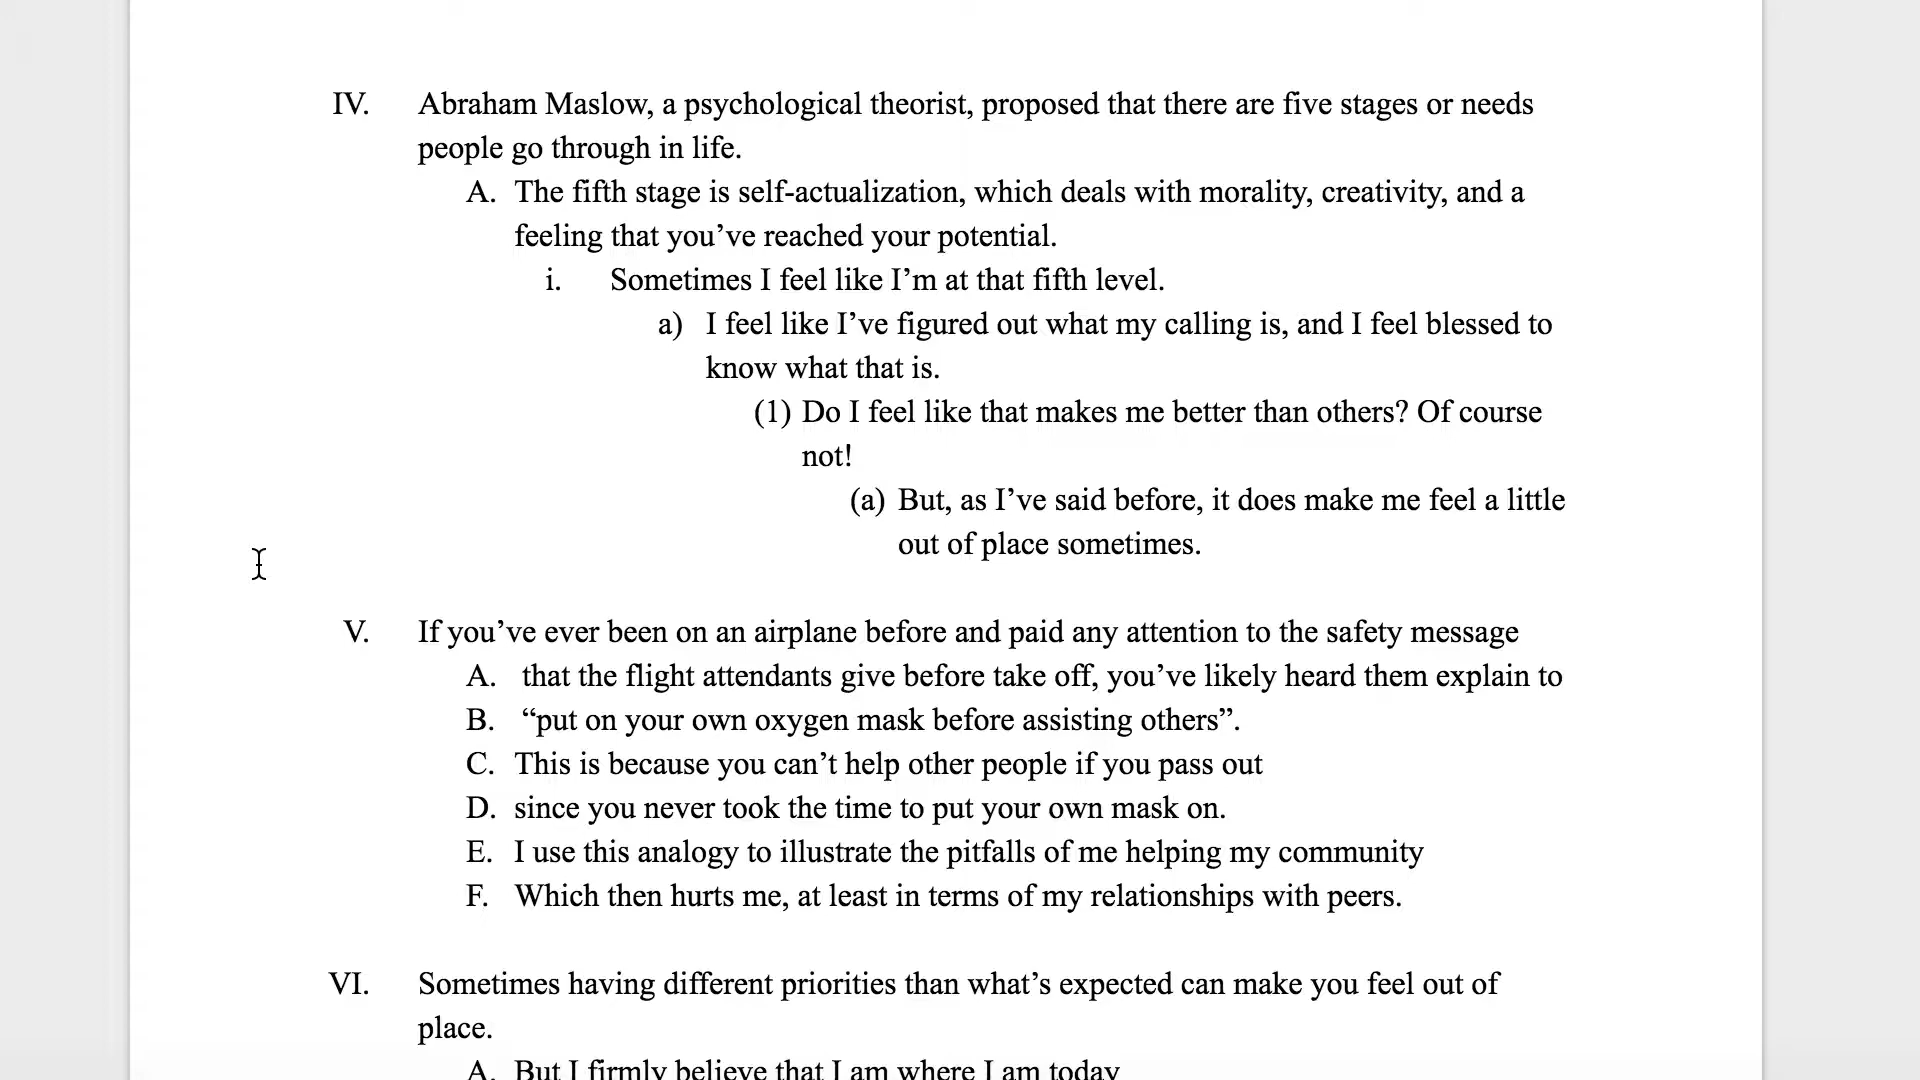 IV. Abraham Maslow, a psychological theorist, proposed that there are five stages or needs
people go through in life.
A. The fifth stage is self-actualization, which deals with morality, creativity, and a
feeling that you’ve reached your potential.
i. Sometimes I feel like I’m at that fifth level.
a) I feel like I’ve figured out what my calling is, and I feel blessed to
know what that is.
(1) Do I feel like that makes me better than others? Of course
not!
(a) But, as I’ve said before, it does make me feel a little
out of place sometimes.
V. If you’ve ever been on an airplane before and paid any attention to the safety message
A. that the flight attendants give before take off, you’ve likely heard them explain to
B. “put on your own oxygen mask before assisting others”.
C. This is because you can’t help other people if you pass out
D. since you never took the time to put your own mask on.
E. I use this analogy to illustrate the pitfalls of me helping my community
F. Which then hurts me, at least in terms of my relationships with peers.
VI. Sometimes having different priorities than what’s expected can make you feel out of
place.
A. But I firmly believe that I am where I am today